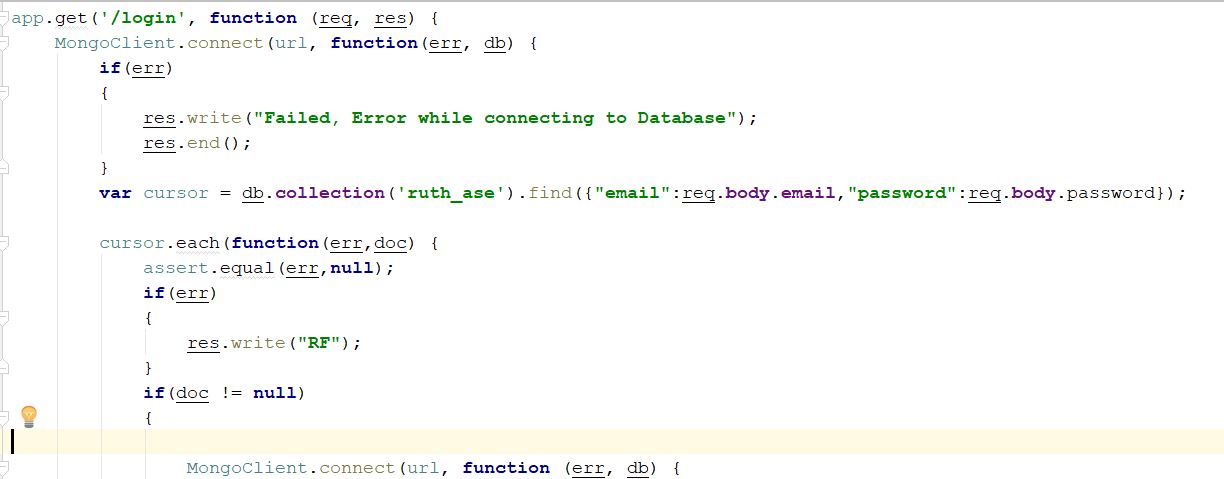 app.get('/login', function (req, res) {
MongoClient.connect(url, function(err, db) {
if(err)
{
res.write("Failed, Error while connecting to Database");
res.end();
}
var cursor = db.collection('ruth_ase').find({"email":req.body.email,"password":req.body.password});
cursor.each(function(err,doc) {
assert.equal(err,null);
if(err)
{
res.write("RF");
}
if(doc != null)
{
MongoClient.connect(url, function (err, db) {